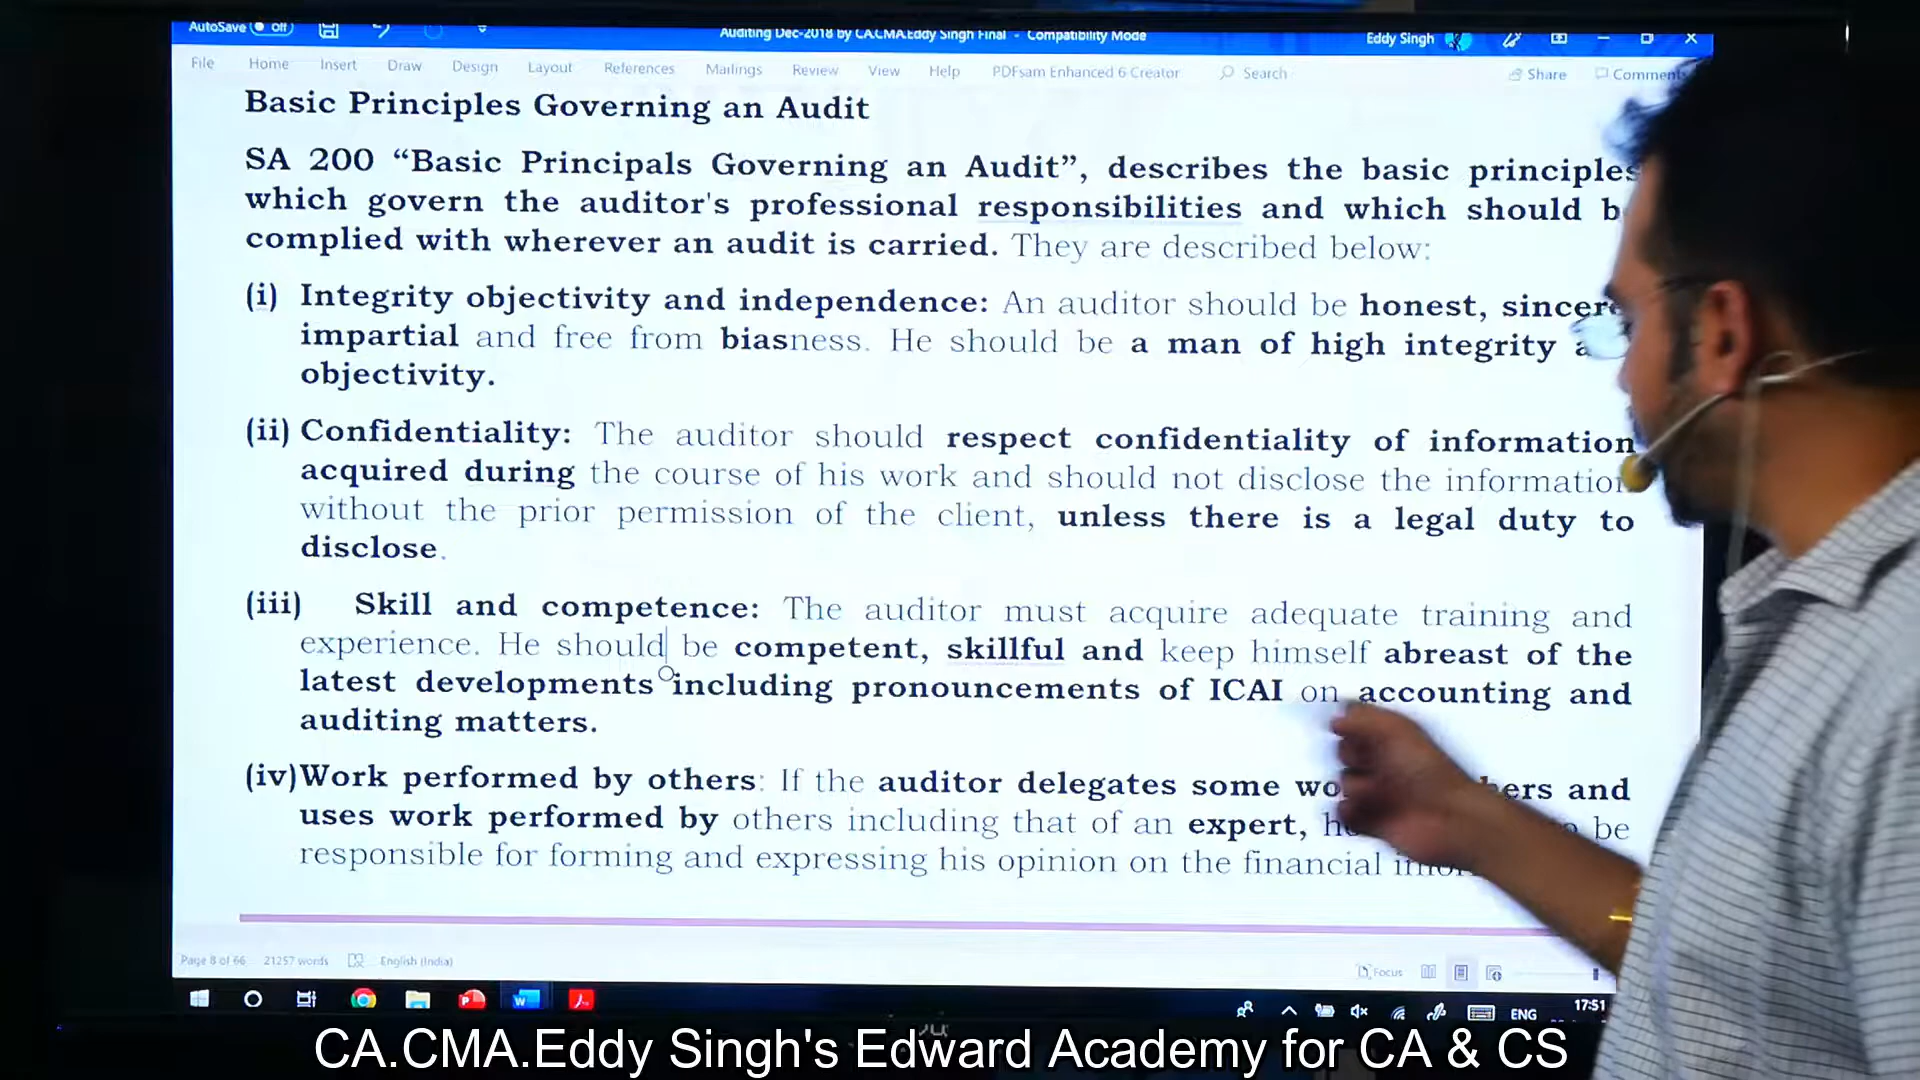 AutoSave Off
Auditing Dec-2018 by CA.CMA.Eddy Singh Final - Compatibility Mode
Eddy Singh
File Home Insert Draw Design Layout References Mailings Review View Help PDFsam Enhanced 6 Creator Search Share Comments
Basic Principles Governing an Audit
SA 200 “Basic Principals Governing an Audit”, describes the basic principles
which govern the auditor's professional responsibilities and which should b
complied with wherever an audit is carried. They are described below:
(i) Integrity objectivity and independence: An auditor should be honest, sincere
impartial and free from biasness. He should be a man of high integrity a
objectivity.
(ii) Confidentiality: The auditor should respect confidentiality of information
acquired during the course of his work and should not disclose the information
without the prior permission of the client, unless there is a legal duty to
disclose.
(iii) Skill and competence: The auditor must acquire adequate training and
experience. He should be competent, skillful and keep himself abreast of the
latest developments including pronouncements of ICAI on accounting and
auditing matters.
(iv) Work performed by others: If the auditor delegates some wo hers and
uses work performed by others including that of an expert, h be
responsible for forming and expressing his opinion on the financial
Page 8 of 66 21257 words English (India)
Focus
ENG 17:51
CA.CMA.Eddy Singh's Edward Academy for CA & CS